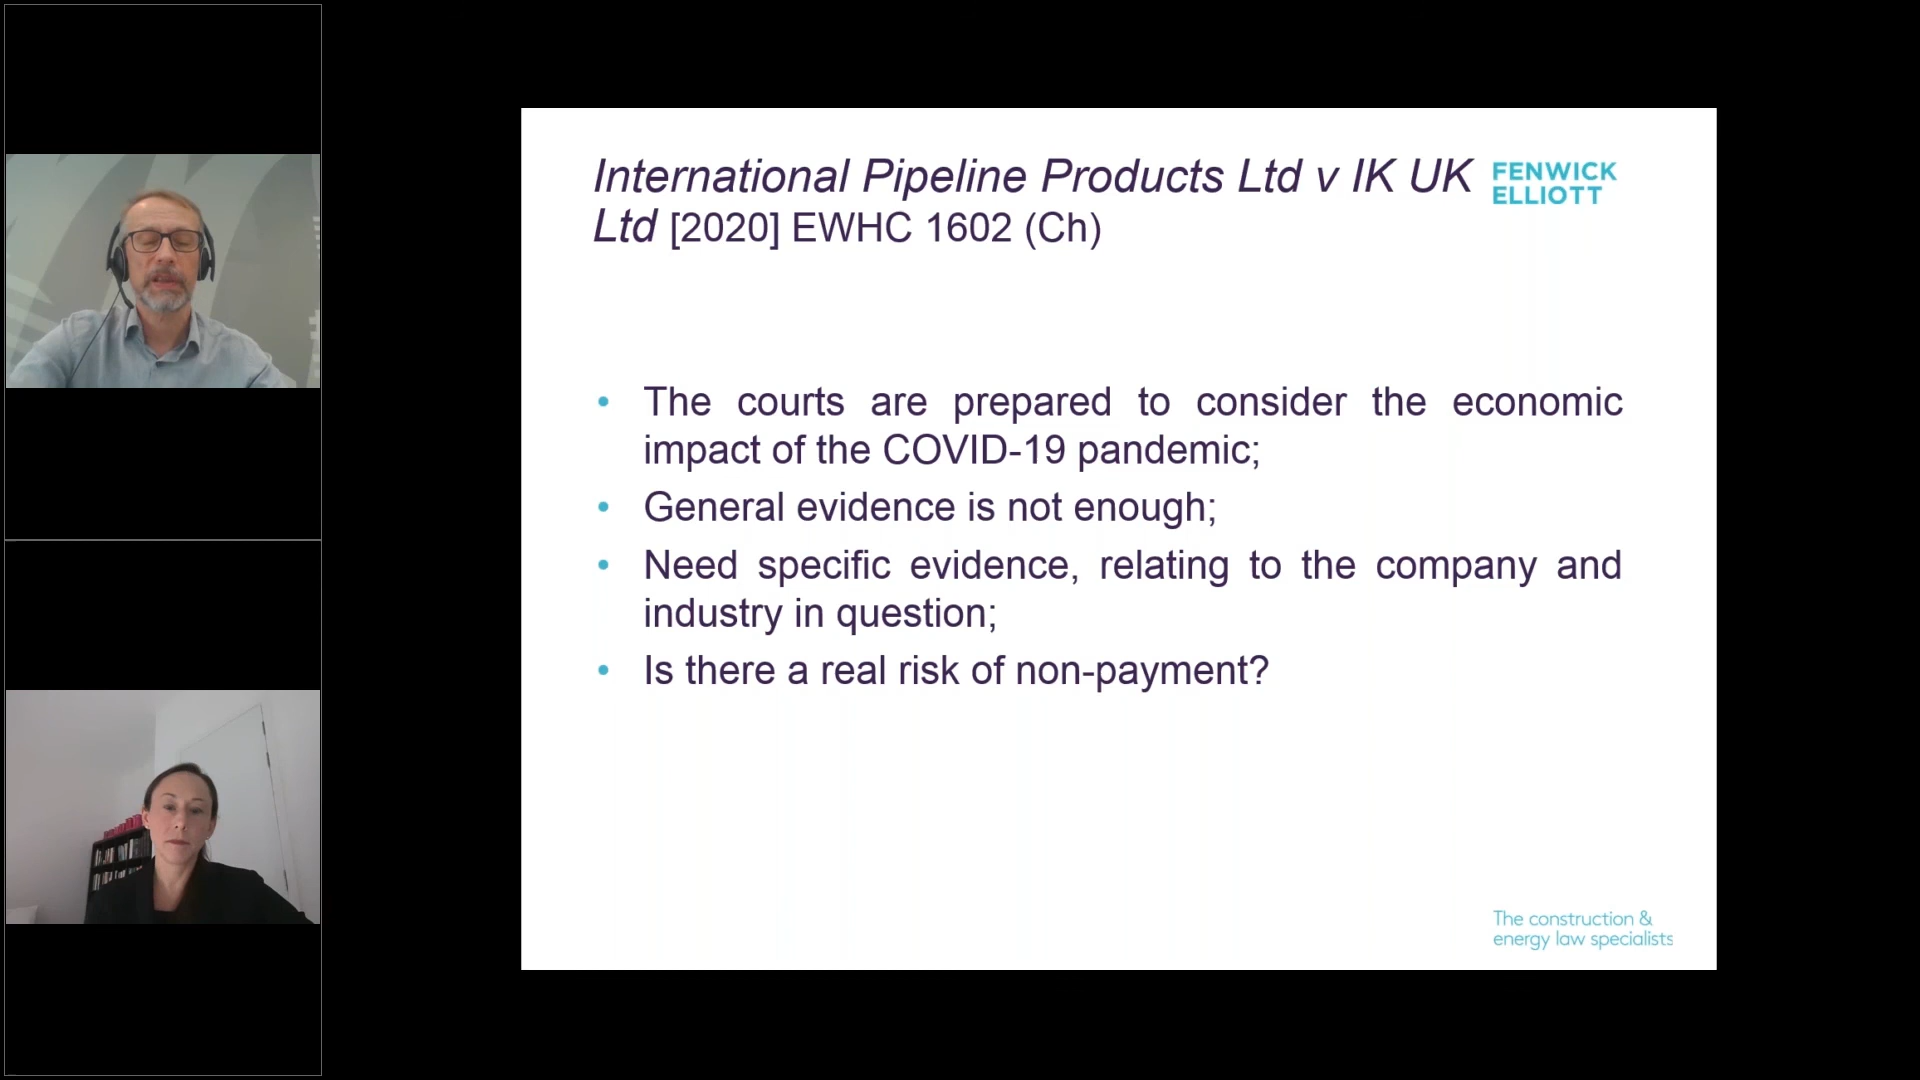 International Pipeline Products Ltd v IK UK
Ltd [2020] EWHC 1602 (Ch)
FENWICK
ELLIOTT
• The courts are prepared to consider the economic
impact of the COVID-19 pandemic;
• General evidence is not enough;
• Need specific evidence, relating to the company and
industry in question;
• Is there a real risk of non-payment?
The construction &
energy law specialists